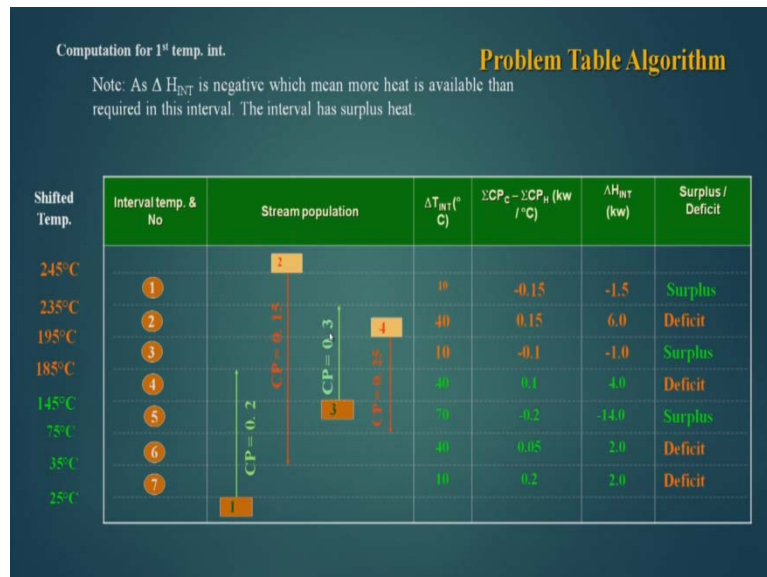 Computation for 1st temp. int.
Problem Table Algorithm
Note: As Δ H_INT is negative which mean more heat is available than
required in this interval. The interval has surplus heat.
Shifted
Temp.
Interval temp. &
No
Stream population
ΔT_INT(°
C)
ΣCP_C – ΣCP_H (kw
/ °C)
ΔH_INT
(kw)
Surplus /
Deficit
245°C
2
1
10
-0.15
-1.5
Surplus
235°C
2
40
0.15
6.0
Deficit
195°C
4
3
10
-0.1
-1.0
Surplus
185°C
4
40
0.1
4.0
Deficit
145°C
3
5
70
-0.2
-14.0
Surplus
75°C
6
40
0.05
2.0
Deficit
35°C
7
10
0.2
2.0
Deficit
25°C
1
CP= 0. 2
CP= 0. 15
CP= 0. 3
CP= 0. 25